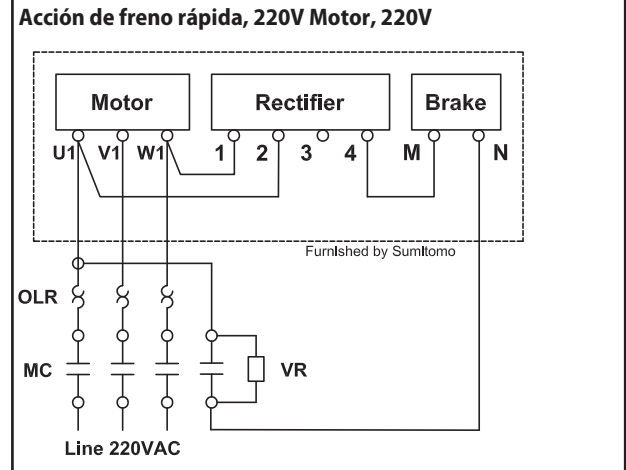 Acción de freno rápida, 220V Motor, 220V
Motor Rectifier Brake
U1 V1 W1 1 2 3 4 M N
Furnished by Sumitomo
OLR
MC VR
Line 220VAC